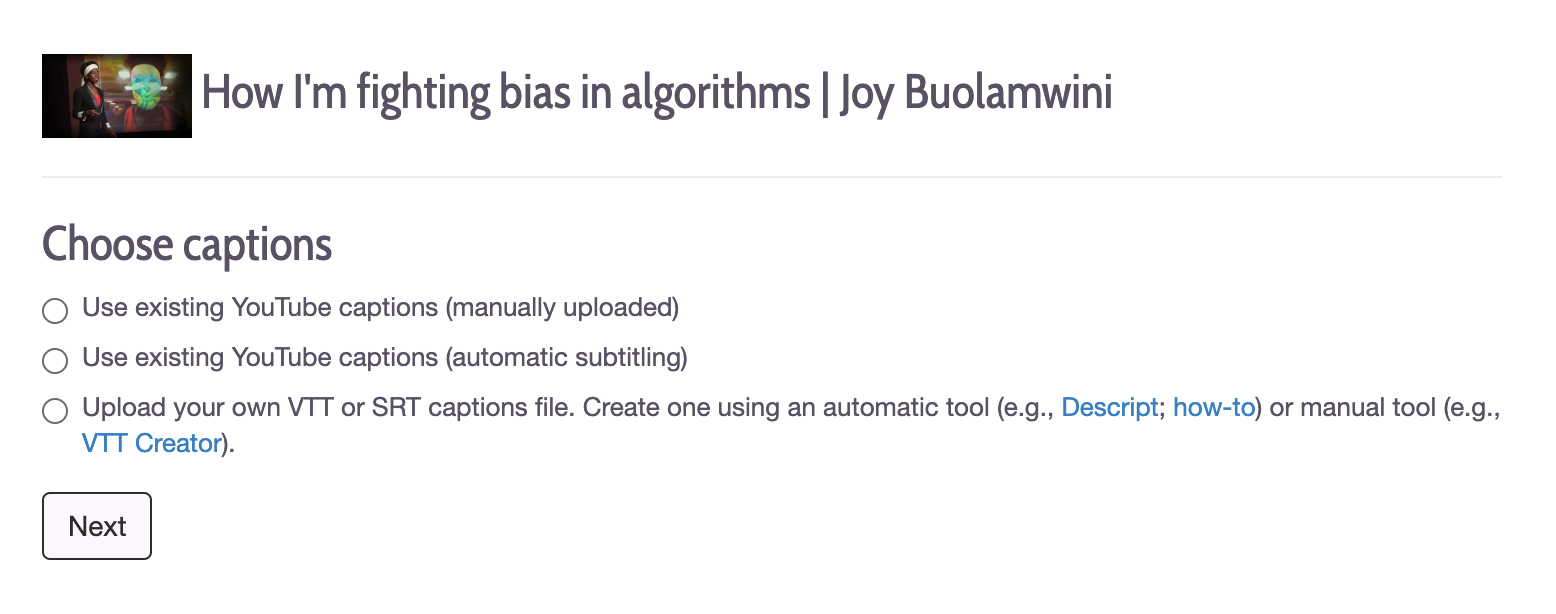 How I'm fighting bias in algorithms | Joy Buolamwini
Choose captions
Use existing YouTube captions (manually uploaded)
Use existing YouTube captions (automatic subtitling)
Upload your own VTT or SRT captions file. Create one using an automatic tool (e.g., Descript; how-to) or manual tool (e.g.,
VTT Creator).
Next